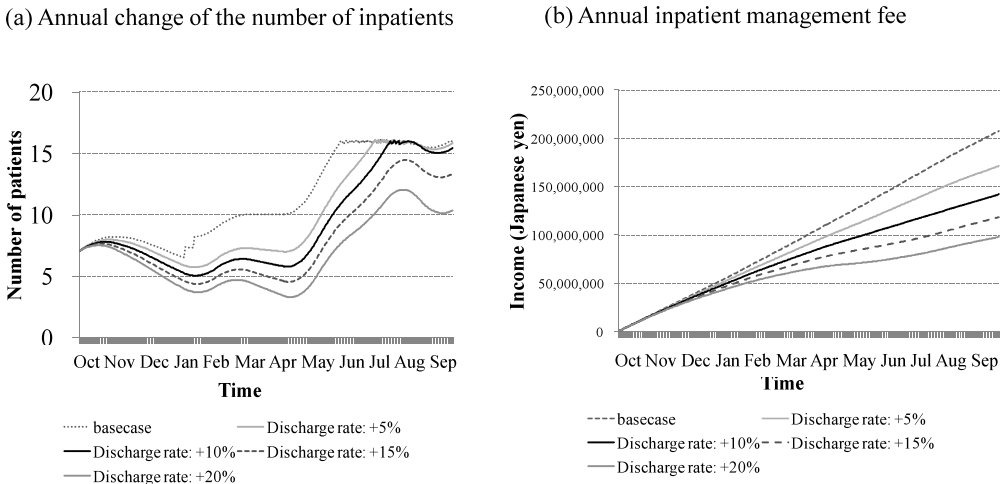 (a) Annual change of the number of inpatients
20
15
10
5
0
Number of patients
Oct Nov Dec Jan Feb Mar Apr May Jun Jul Aug Sep
Time
basecase
Discharge rate: +5%
Discharge rate: +10%
Discharge rate: +15%
Discharge rate: +20%
(b) Annual inpatient management fee
250,000,000
200,000,000
150,000,000
100,000,000
50,000,000
0
Income (Japanese yen)
Oct Nov Dec Jan Feb Mar Apr May Jun Jul Aug Sep
Time
basecase
Discharge rate: +5%
Discharge rate: +10%
Discharge rate: +15%
Discharge rate: +20%